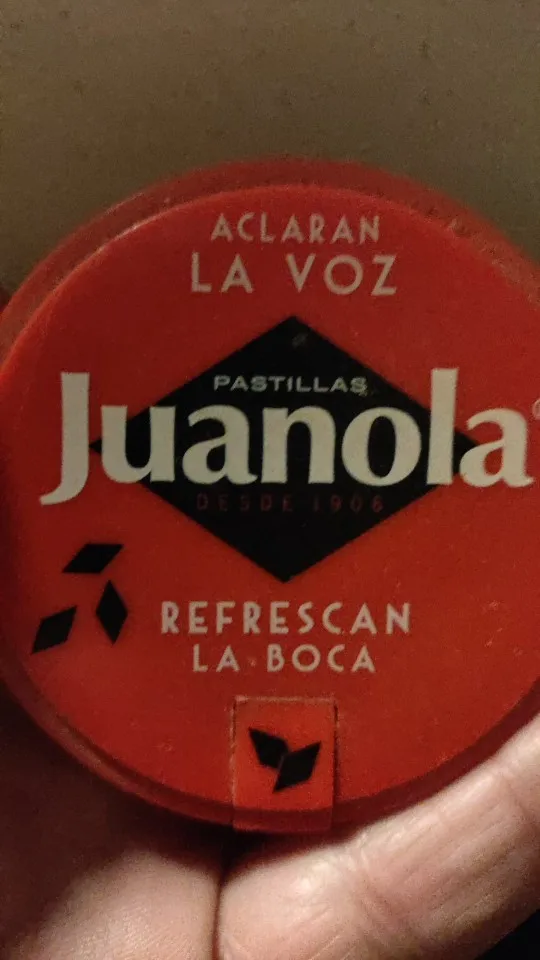 ACLARAN
LA VOZ
PASTILLAS
Juanola
DESDE 1906
REFRESCAN
LA BOCA